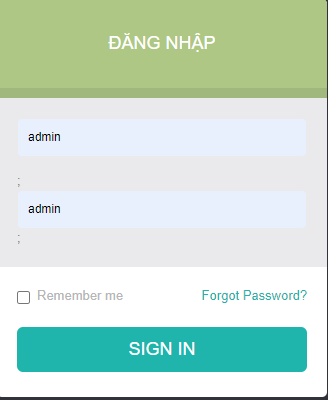 ĐĂNG NHẬP
admin
;
admin
;
Remember me
Forgot Password?
SIGN IN